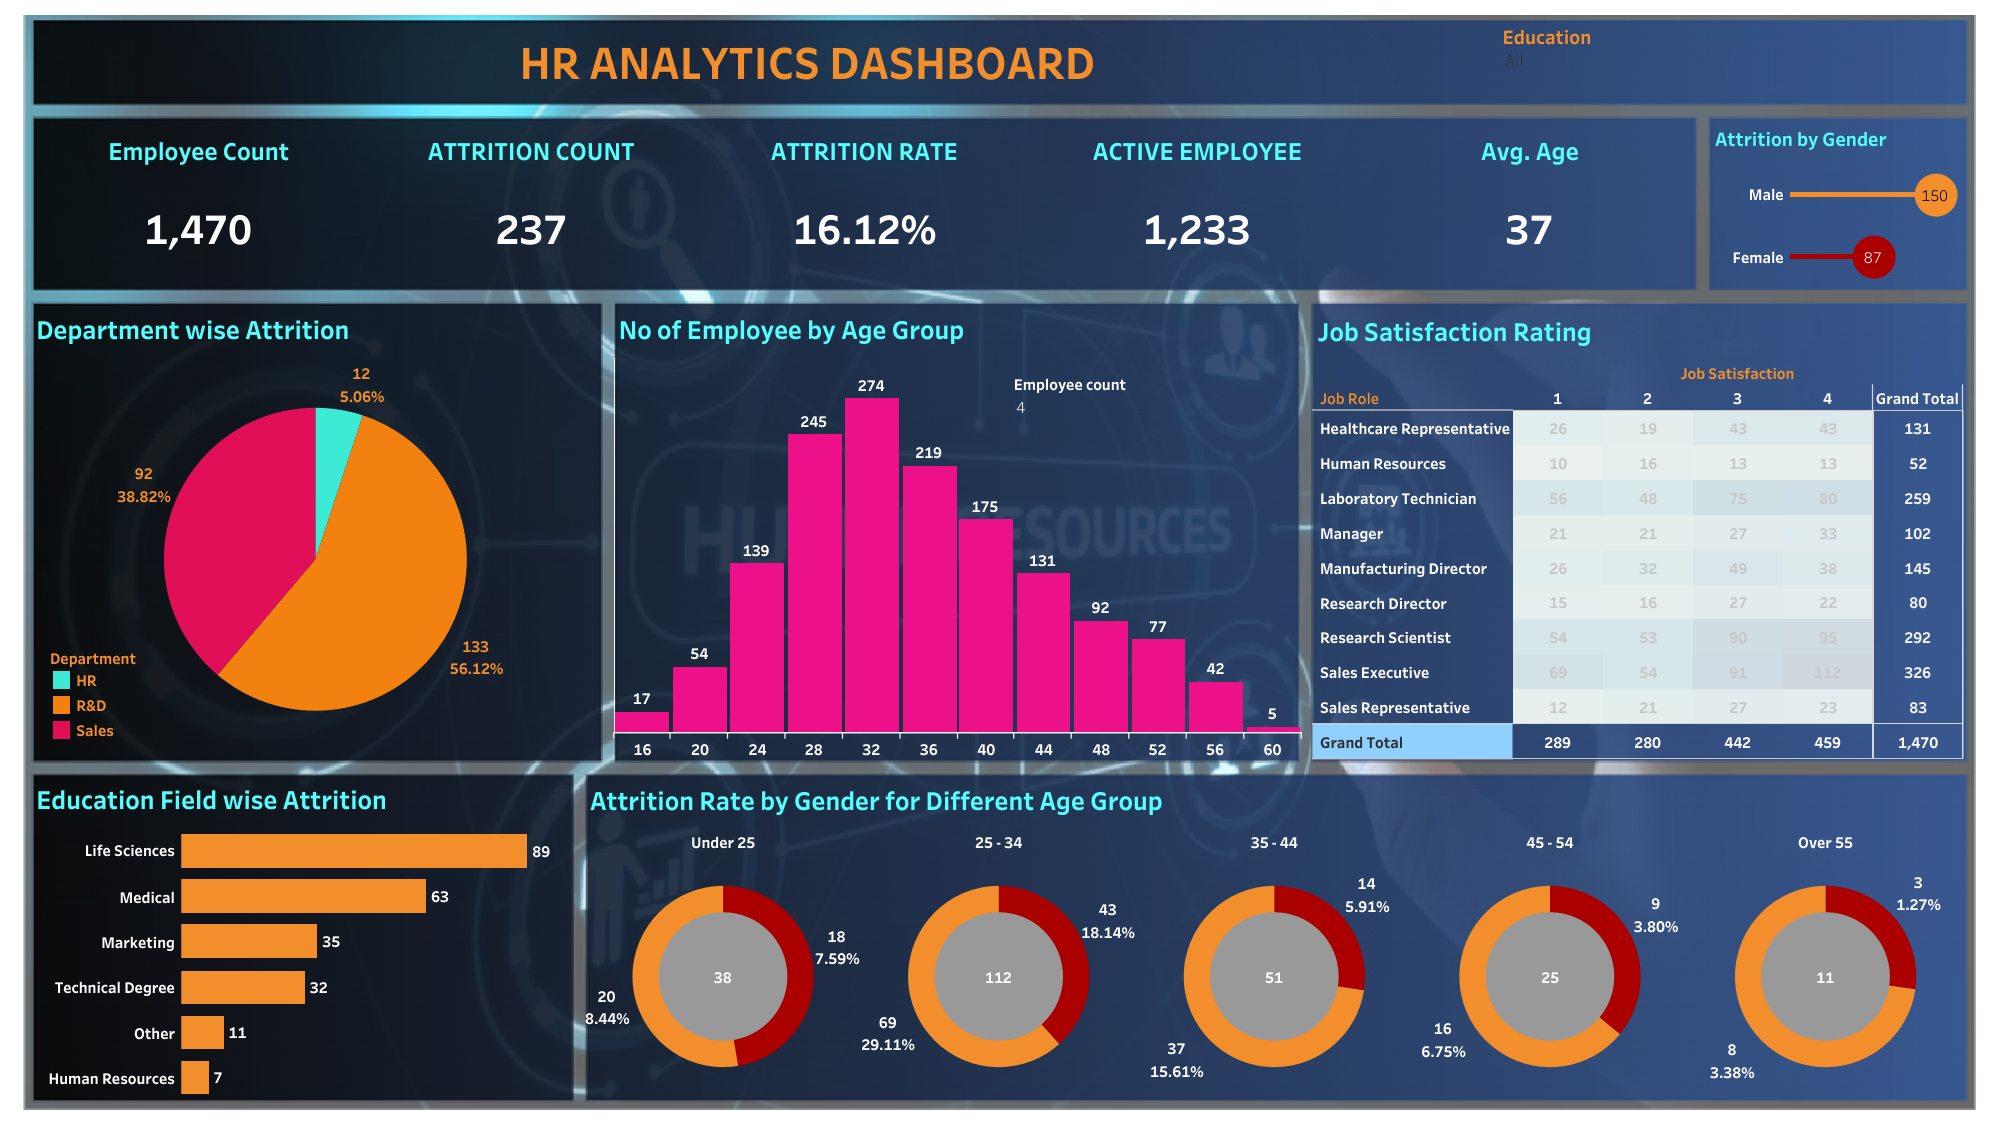 HR ANALYTICS DASHBOARD
Education
All
Employee Count
ATTRITION COUNT
ATTRITION RATE
ACTIVE EMPLOYEE
Avg. Age
1,470
237
16.12%
1,233
37
Attrition by Gender
Male 150
Female 87
Department wise Attrition
12
5.06%
92
38.82%
133
56.12%
Department
HR
R&D
Sales
No of Employee by Age Group
Employee count
4
17 54 139 245 274 219 175 131 92 77 42 5
16 20 24 28 32 36 40 44 48 52 56 60
Job Satisfaction Rating
Job Satisfaction
Job Role 1 2 3 4 Grand Total
Healthcare Representative 26 19 43 43 131
Human Resources 10 16 13 13 52
Laboratory Technician 56 48 75 80 259
Manager 21 21 27 33 102
Manufacturing Director 26 32 49 38 145
Research Director 15 16 27 22 80
Research Scientist 54 53 90 95 292
Sales Executive 69 54 91 112 326
Sales Representative 12 21 27 23 83
Grand Total 289 280 442 459 1,470
Education Field wise Attrition
Life Sciences 89
Medical 63
Marketing 35
Technical Degree 32
Other 11
Human Resources 7
Attrition Rate by Gender for Different Age Group
Under 25
18
7.59%
38
20
8.44%
25 - 34
43
18.14%
112
69
29.11%
35 - 44
14
5.91%
51
37
15.61%
45 - 54
9
3.80%
25
16
6.75%
Over 55
3
1.27%
11
8
3.38%